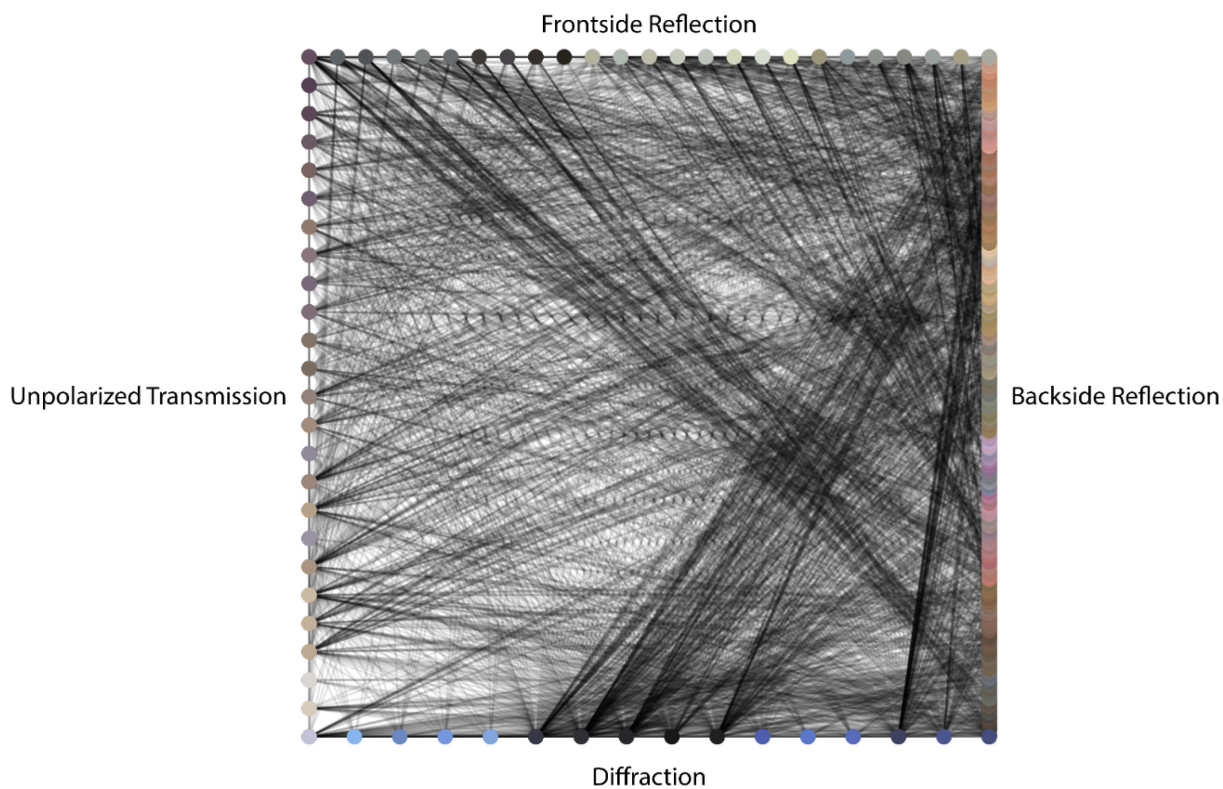 Frontside Reflection
Unpolarized Transmission
Backside Reflection
Diffraction